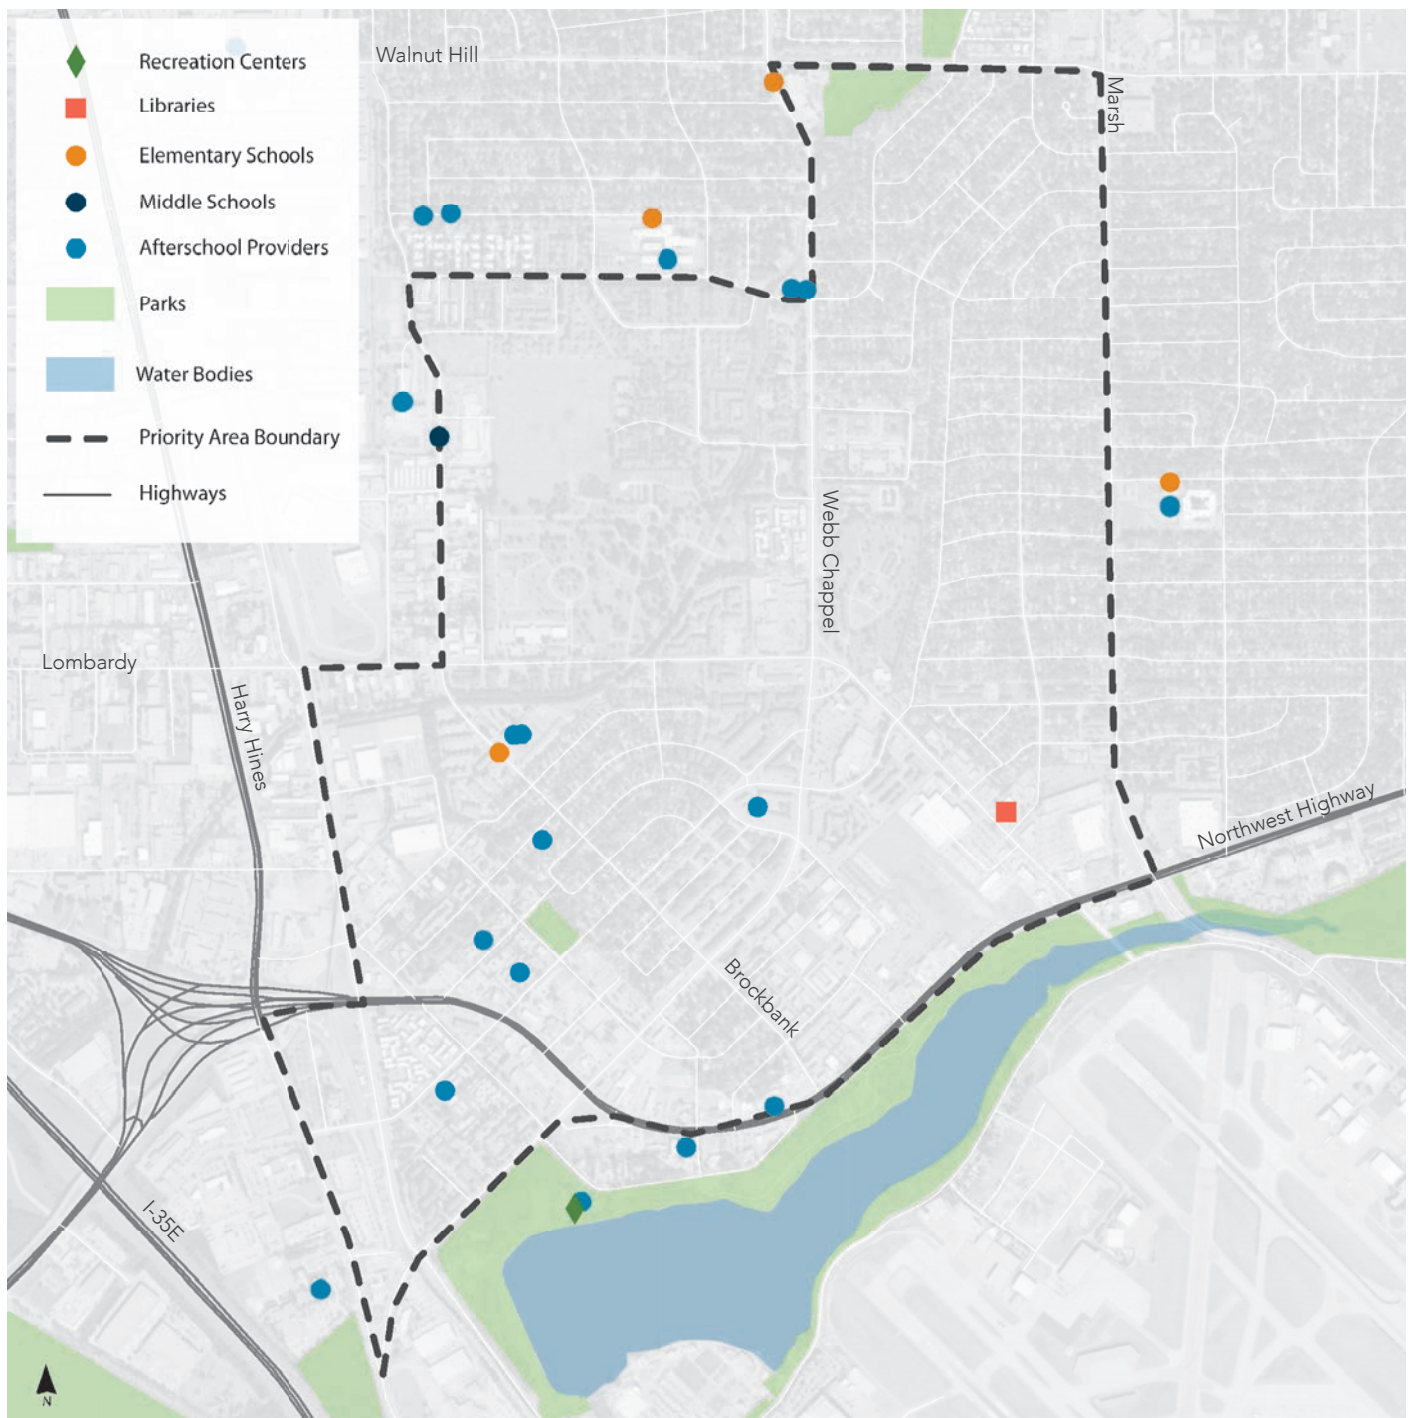 Walnut Hill
Recreation Centers
Libraries
Elementary Schools
Middle Schools
Afterschool Providers
Parks
Water Bodies
Priority Area Boundary
Highways
Marsh
Webb Chappel
Lombardy
Harry Hines
Northwest Highway
Brockbank
I-35E
N